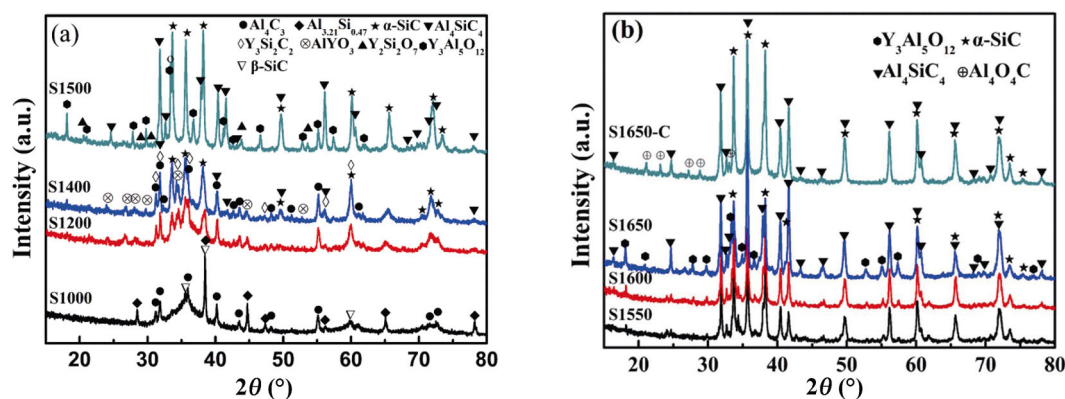 (a)
● Al4C3 ◆ Al3.21Si0.47 ★ α-SiC ▼ Al4SiC4
◊ Y3Si2C2 ⊗ AlYO3 ▲ Y2Si2O7 ⬢ Y3Al5O12
▽ β-SiC
S1500
S1400
S1200
S1000
Intensity (a.u.)
20 30 40 50 60 70 80
2θ (°)
(b)
⬢ Y3Al5O12 ★ α-SiC
▼ Al4SiC4 ⊕ Al4O4C
S1650-C
S1650
S1600
S1550
Intensity (a.u.)
20 30 40 50 60 70 80
2θ (°)